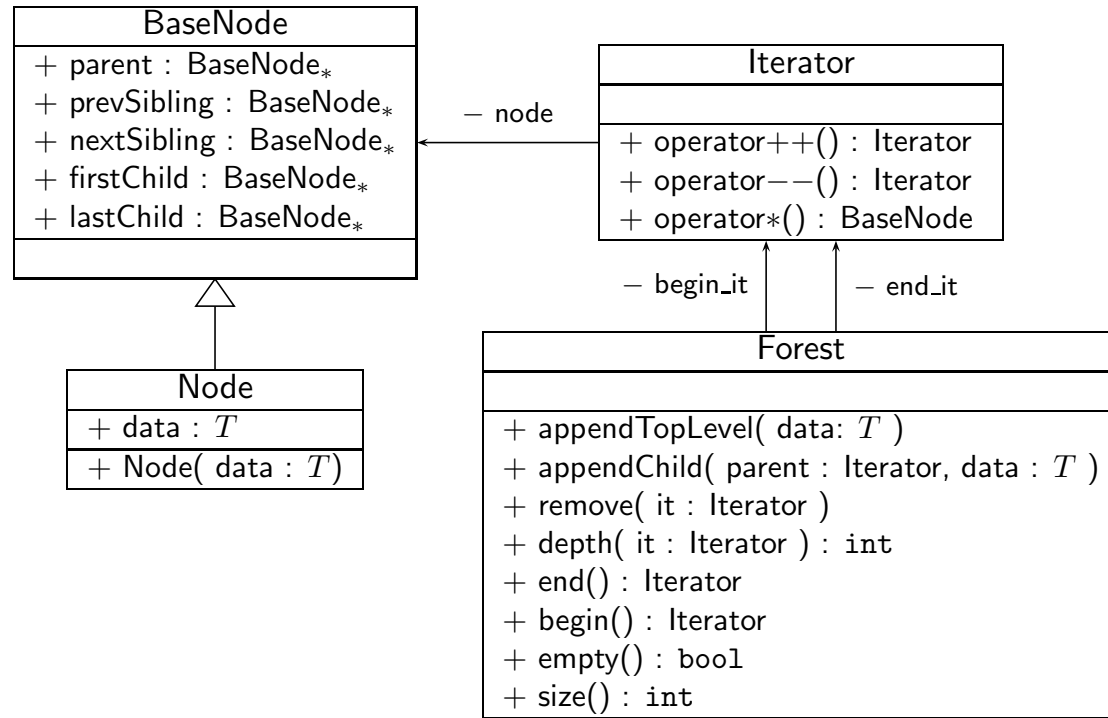 BaseNode
+ parent : BaseNode*
+ prevSibling : BaseNode*
+ nextSibling : BaseNode*
+ firstChild : BaseNode*
+ lastChild : BaseNode*
− node
Iterator
+ operator++() : Iterator
+ operator−−() : Iterator
+ operator*() : BaseNode
− begin_it
− end_it
Node
+ data : T
+ Node( data : T)
Forest
+ appendTopLevel( data: T )
+ appendChild( parent : Iterator, data : T )
+ remove( it : Iterator )
+ depth( it : Iterator ) : int
+ end() : Iterator
+ begin() : Iterator
+ empty() : bool
+ size() : int